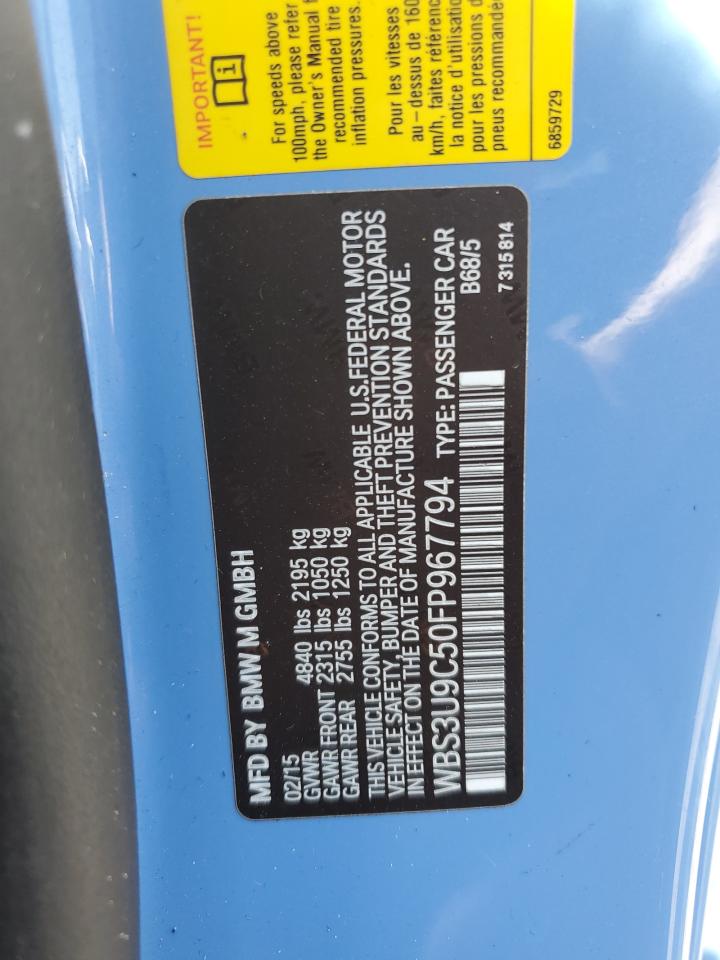 IMPORTANT!
For speeds above
100mph, please refer
the Owner's Manual
recommended tire
inflation pressures.
Pour les vitesses
au-dessus de 160
km/h, faites
la notice
pour les pressions
pneus
6859729
MFD BY BMW M GMBH
02/15
GVWR 4840 lbs 2195 kg
GAWR FRONT 2315 lbs 1050 kg
GAWR REAR 2755 lbs 1250 kg
THIS VEHICLE CONFORMS TO ALL APPLICABLE U.S.FEDERAL MOTOR
VEHICLE SAFETY, BUMPER AND THEFT PREVENTION STANDARDS
IN EFFECT ON THE DATE OF MANUFACTURE SHOWN ABOVE.
WBS3U9C50FP967794 TYPE: PASSENGER CAR
B68/5
7315814